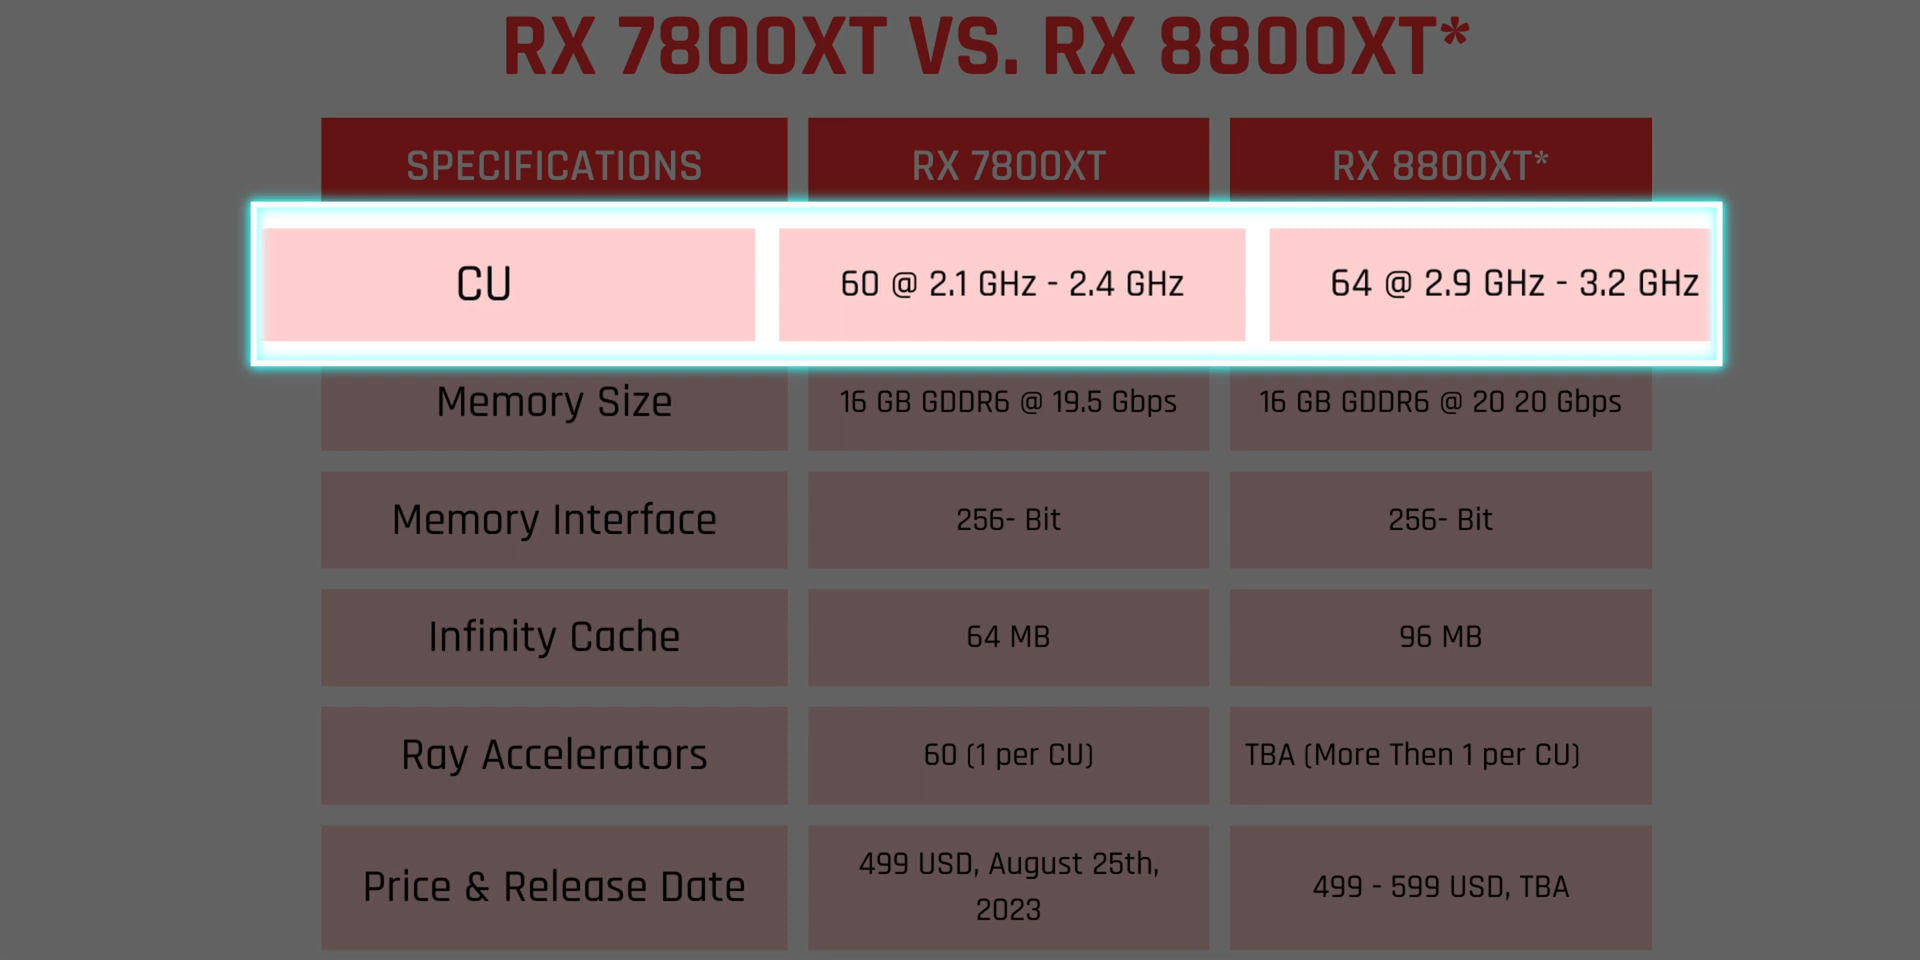 RX 7800XT VS. RX 8800XT*
SPECIFICATIONS RX 7800XT RX 8800XT*
CU 60 @ 2.1 GHz - 2.4 GHz 64 @ 2.9 GHz - 3.2 GHz
Memory Size 16 GB GDDR6 @ 19.5 Gbps 16 GB GDDR6 @ 20 20 Gbps
Memory Interface 256- Bit 256- Bit
Infinity Cache 64 MB 96 MB
Ray Accelerators 60 (1 per CU) TBA (More Then 1 per CU)
Price & Release Date 499 USD, August 25th, 2023 499 - 599 USD, TBA